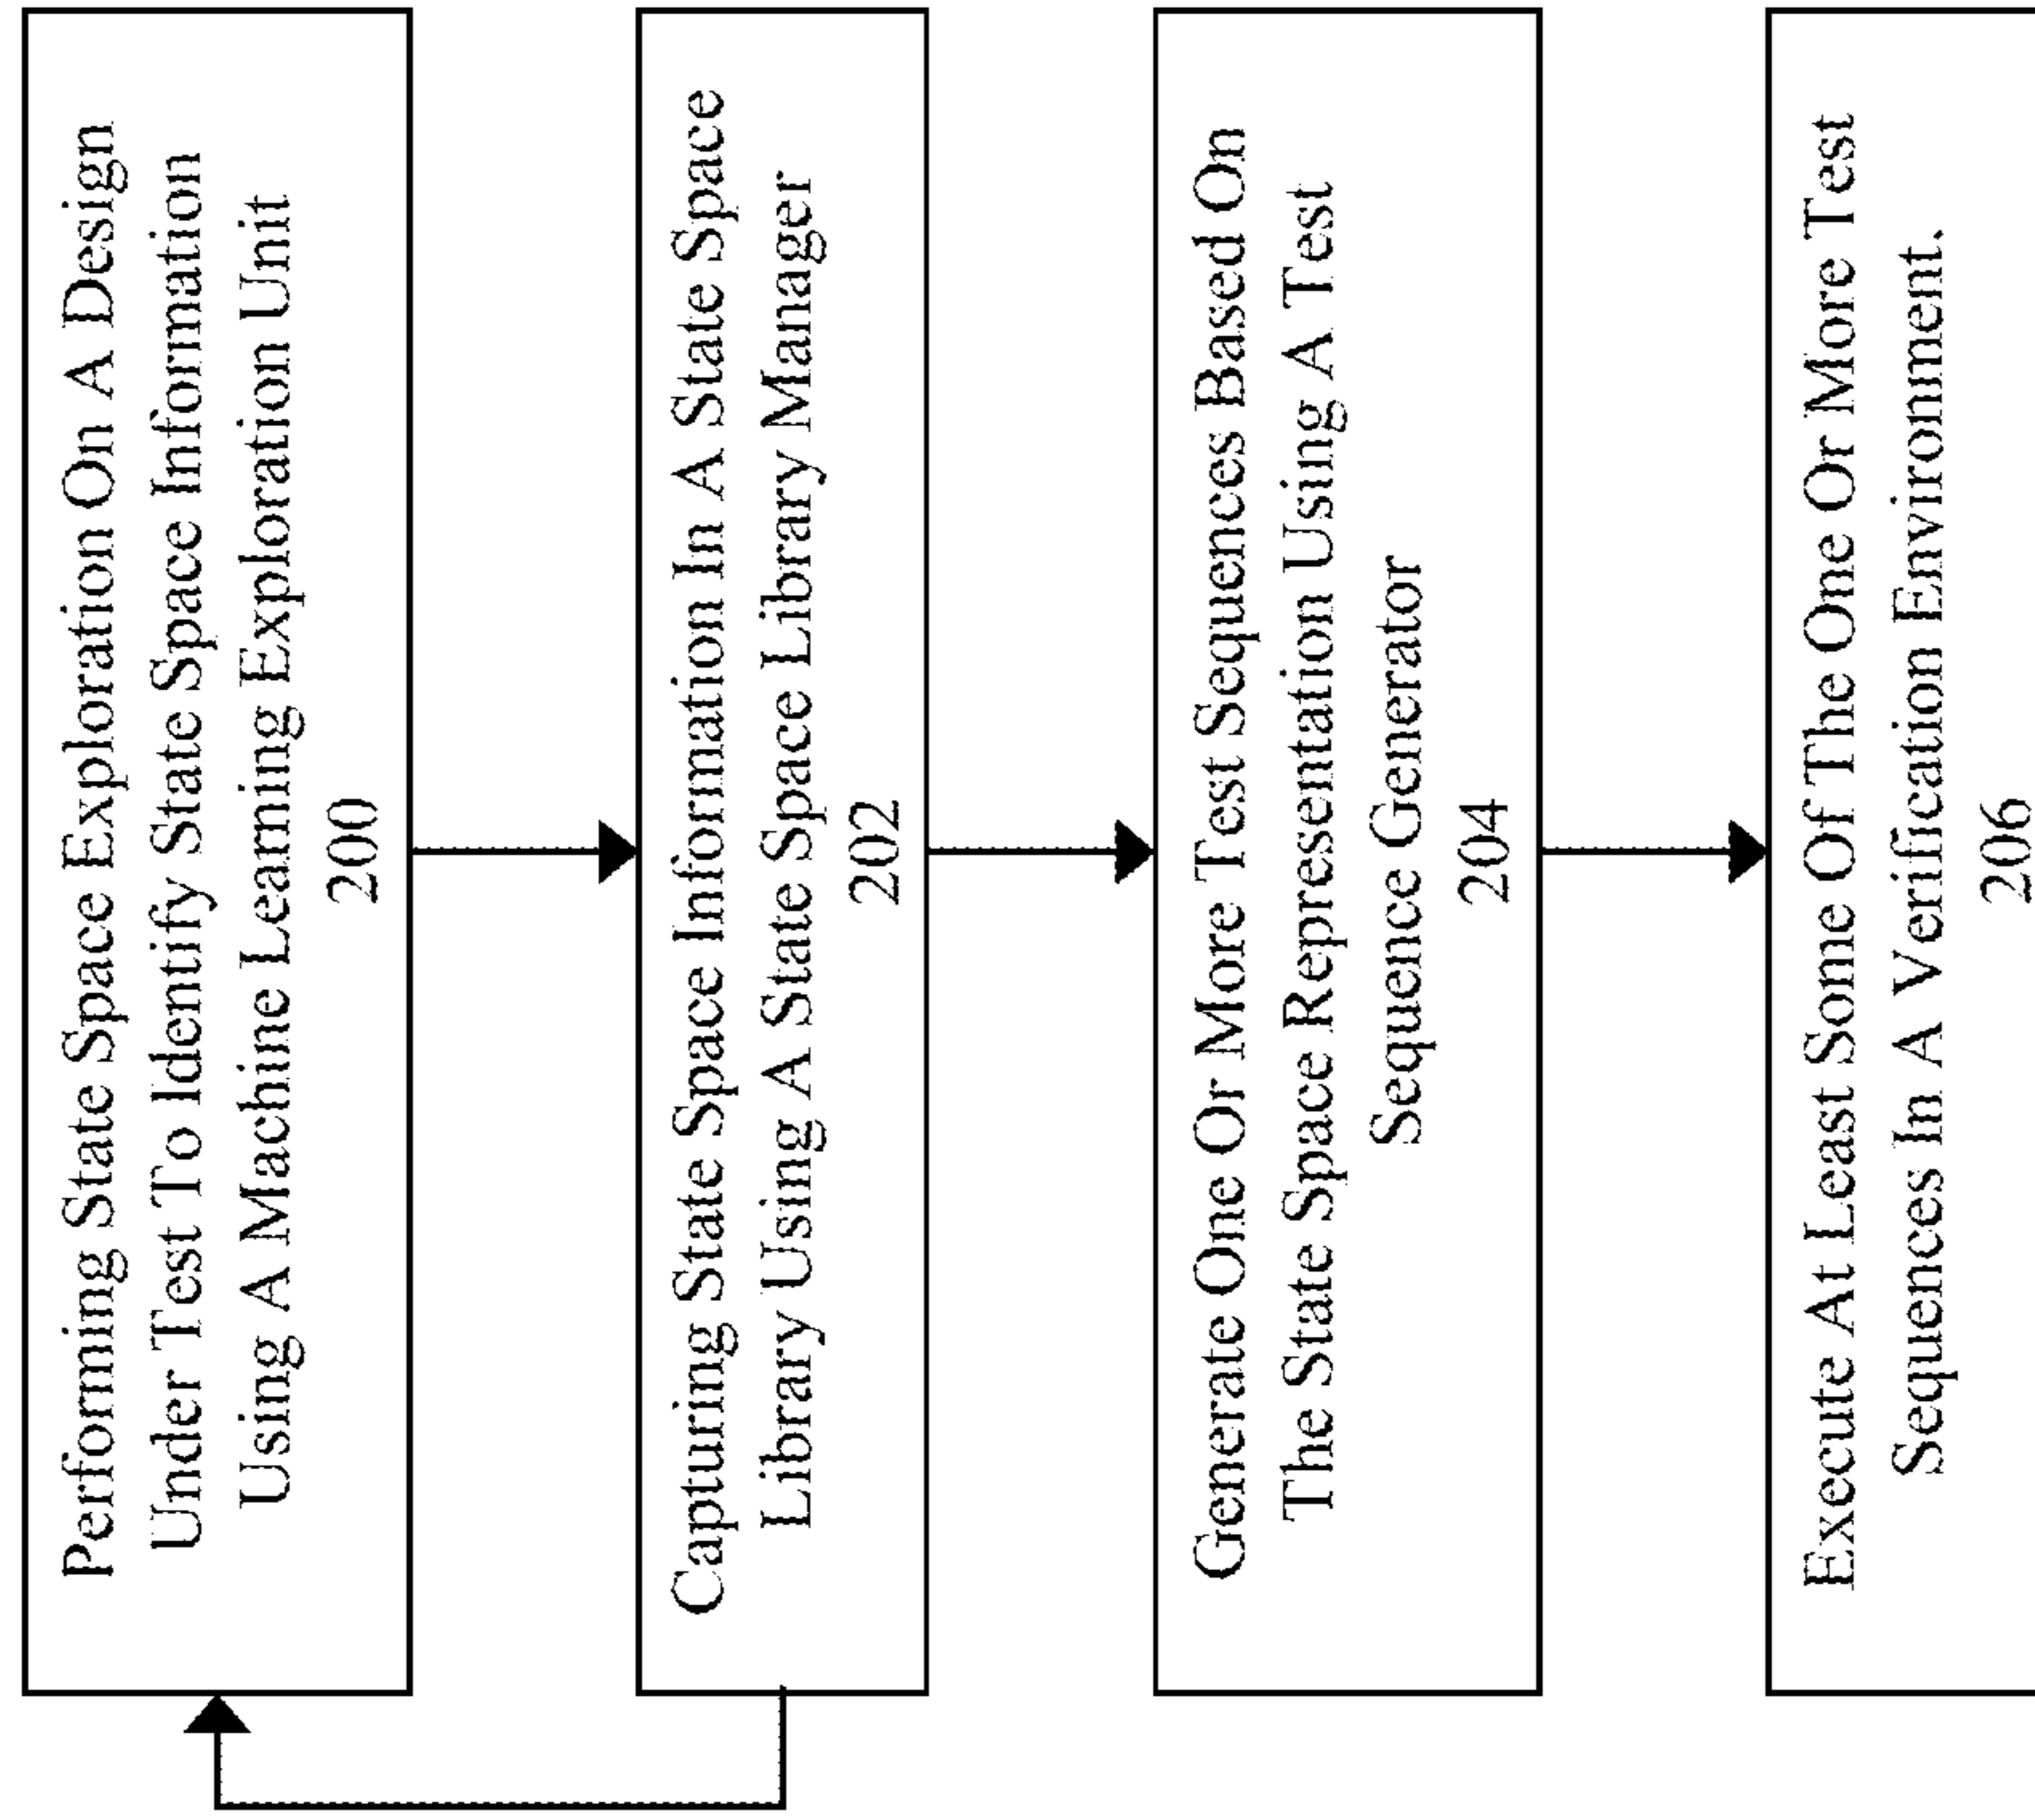 Performing State Space Exploration On A Design
Under Test To Identify State Space Information
Using A Machine Learning Exploration Unit
200
Capturing State Space Information In A State Space
Library Using A State Space Library Manager
202
Generate One Or More Test Sequences Based On
The State Space Representation Using A Test
Sequence Generator
204
Execute At Least Some Of The One Or More Test
Sequences In A Verification Environment.
206